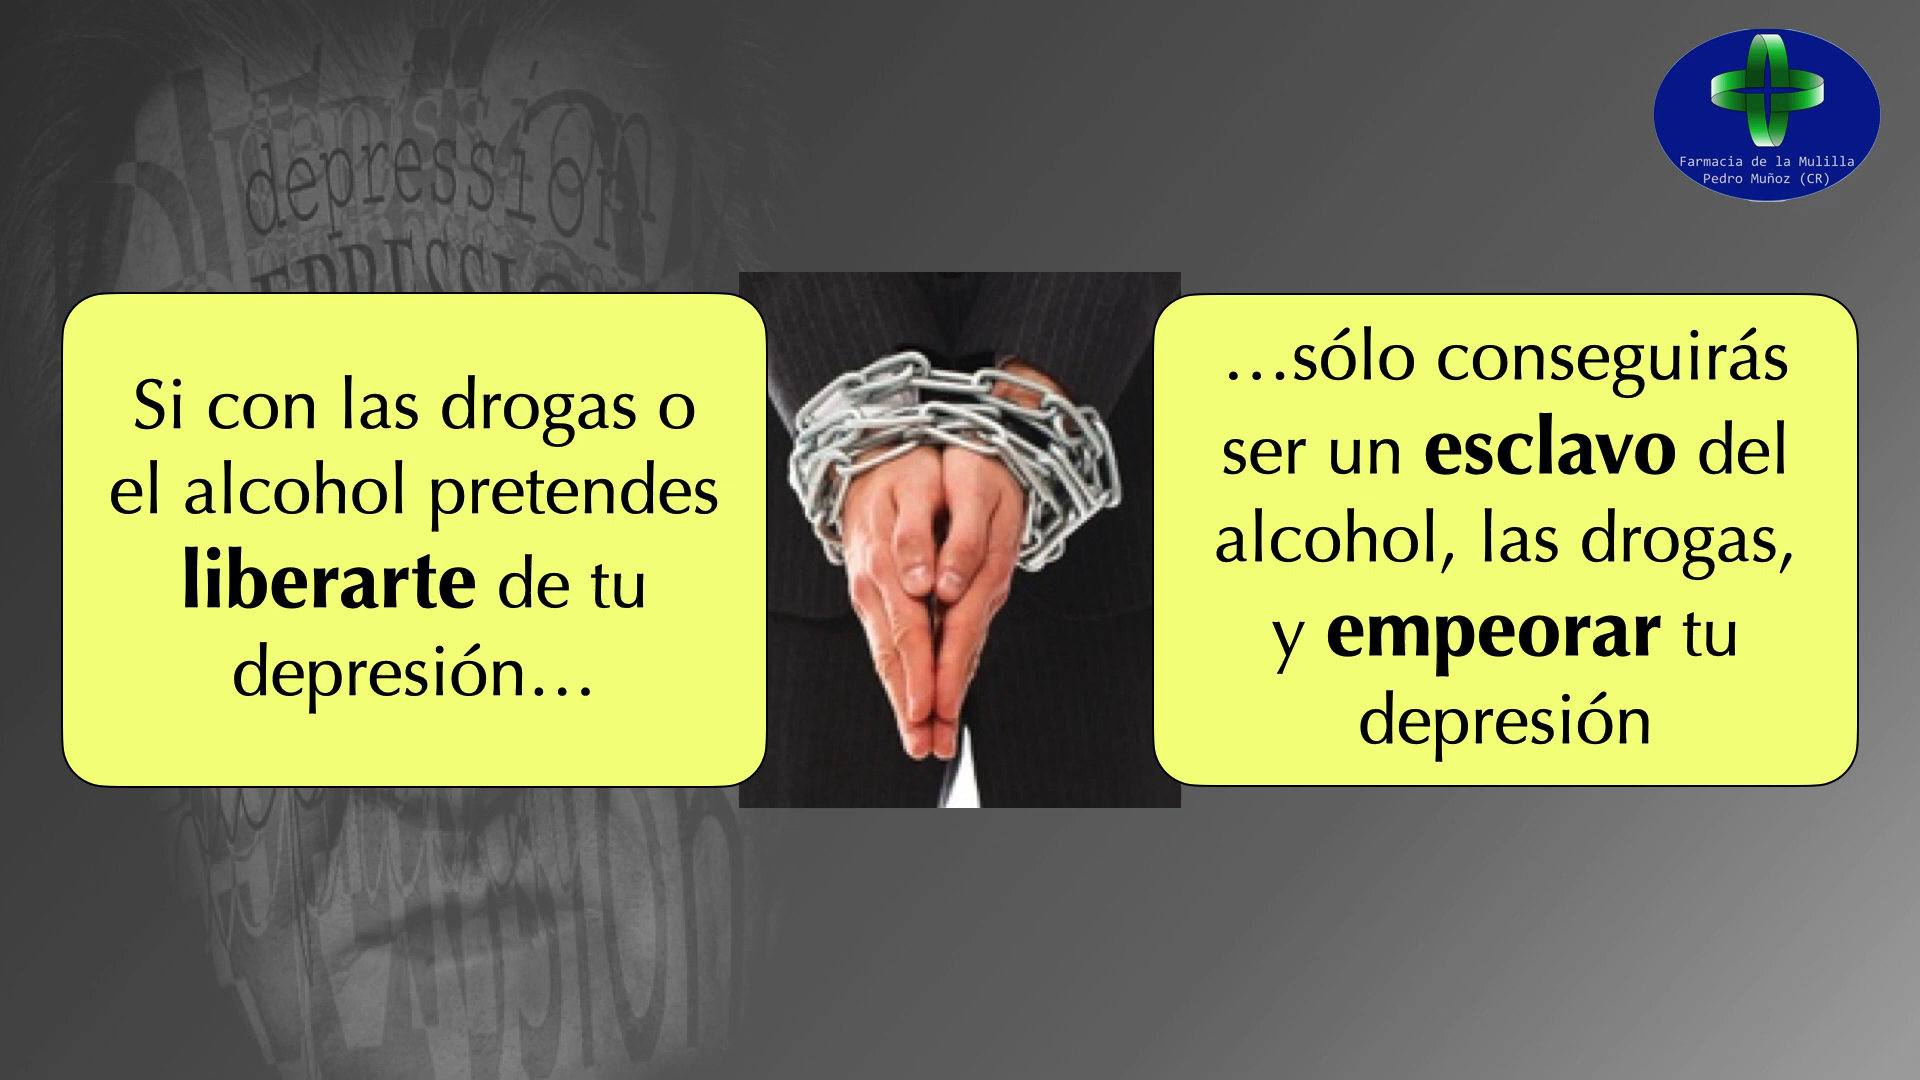 depresión
Farmacia de la Mulilla
Pedro Muñoz (CR)
Si con las drogas o
el alcohol pretendes
liberarte de tu
depresión…
…sólo conseguirás
ser un esclavo del
alcohol, las drogas,
y empeorar tu
depresión